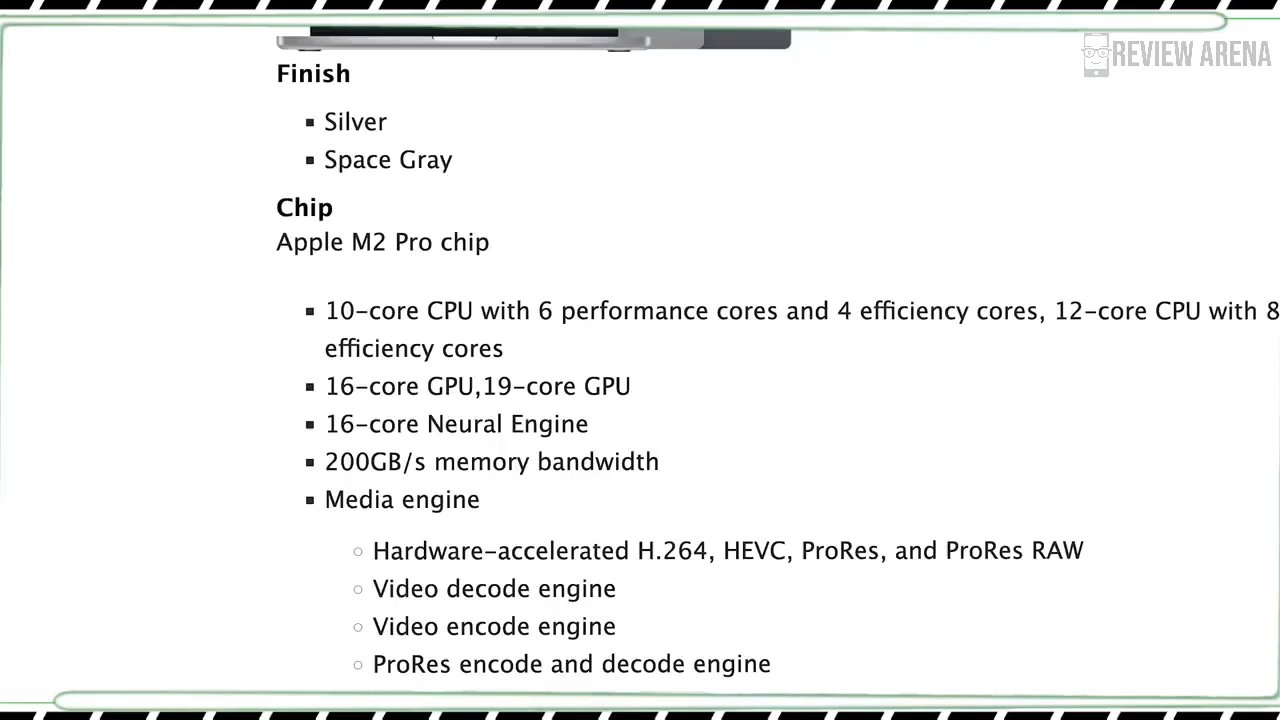 REVIEW ARENA
Finish
Silver
Space Gray
Chip
Apple M2 Pro chip
10-core CPU with 6 performance cores and 4 efficiency cores, 12-core CPU with 8
efficiency cores
16-core GPU,19-core GPU
16-core Neural Engine
200GB/s memory bandwidth
Media engine
Hardware-accelerated H.264, HEVC, ProRes, and ProRes RAW
Video decode engine
Video encode engine
ProRes encode and decode engine